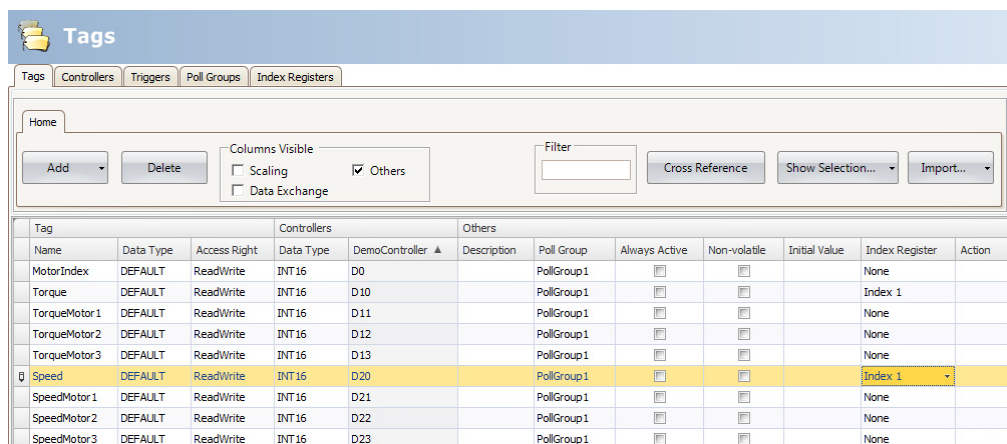 Tags
Tags Controllers Triggers Poll Groups Index Registers
Home
Columns Visible Filter
Add Delete Scaling Others Cross Reference Show Selection... Import...
Data Exchange
Tag Controllers Others
Name Data Type Access Right Data Type DemoController Description Poll Group Always Active Non-volatile Initial Value Index Register Action
MotorIndex DEFAULT ReadWrite INT16 D0 PollGroup1 None
Torque DEFAULT ReadWrite INT16 D10 PollGroup1 Index 1
TorqueMotor1 DEFAULT ReadWrite INT16 D11 PollGroup1 None
TorqueMotor2 DEFAULT ReadWrite INT16 D12 PollGroup1 None
TorqueMotor3 DEFAULT ReadWrite INT16 D13 PollGroup1 None
Speed DEFAULT ReadWrite INT16 D20 PollGroup1 Index 1
SpeedMotor1 DEFAULT ReadWrite INT16 D21 PollGroup1 None
SpeedMotor2 DEFAULT ReadWrite INT16 D22 PollGroup1 None
SpeedMotor3 DEFAULT ReadWrite INT16 D23 PollGroup1 None